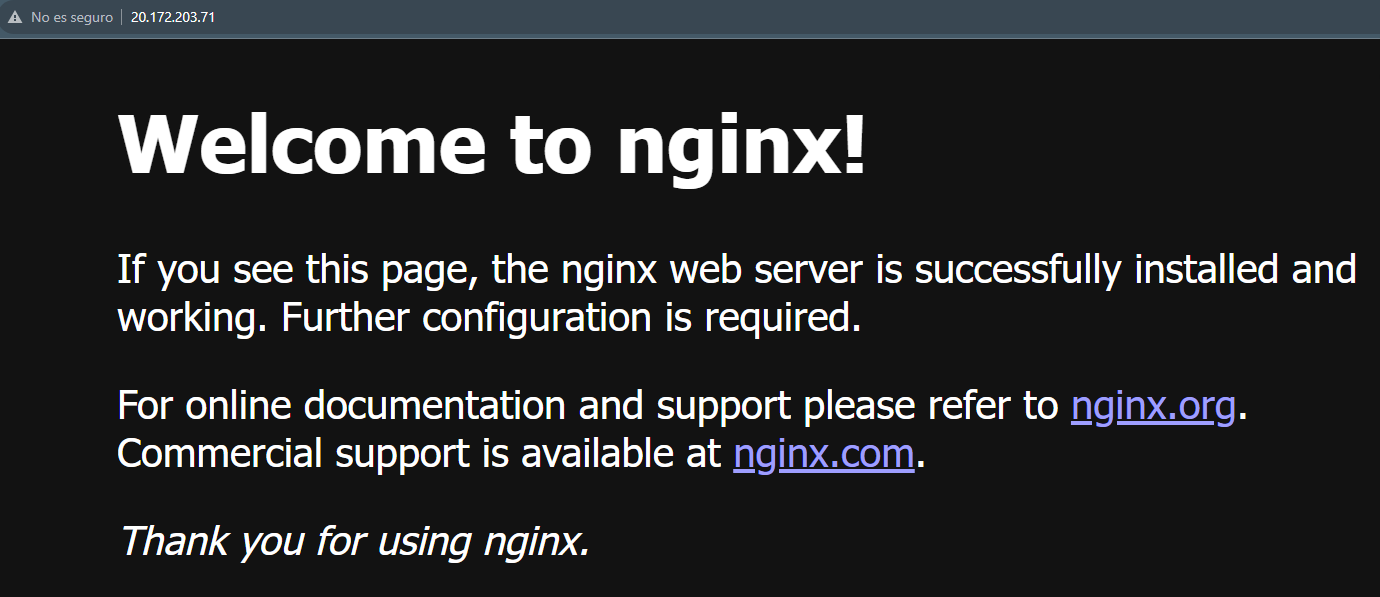 No es seguro | 20.172.203.71
Welcome to nginx!
If you see this page, the nginx web server is successfully installed and
working. Further configuration is required.
For online documentation and support please refer to nginx.org.
Commercial support is available at nginx.com.
Thank you for using nginx.